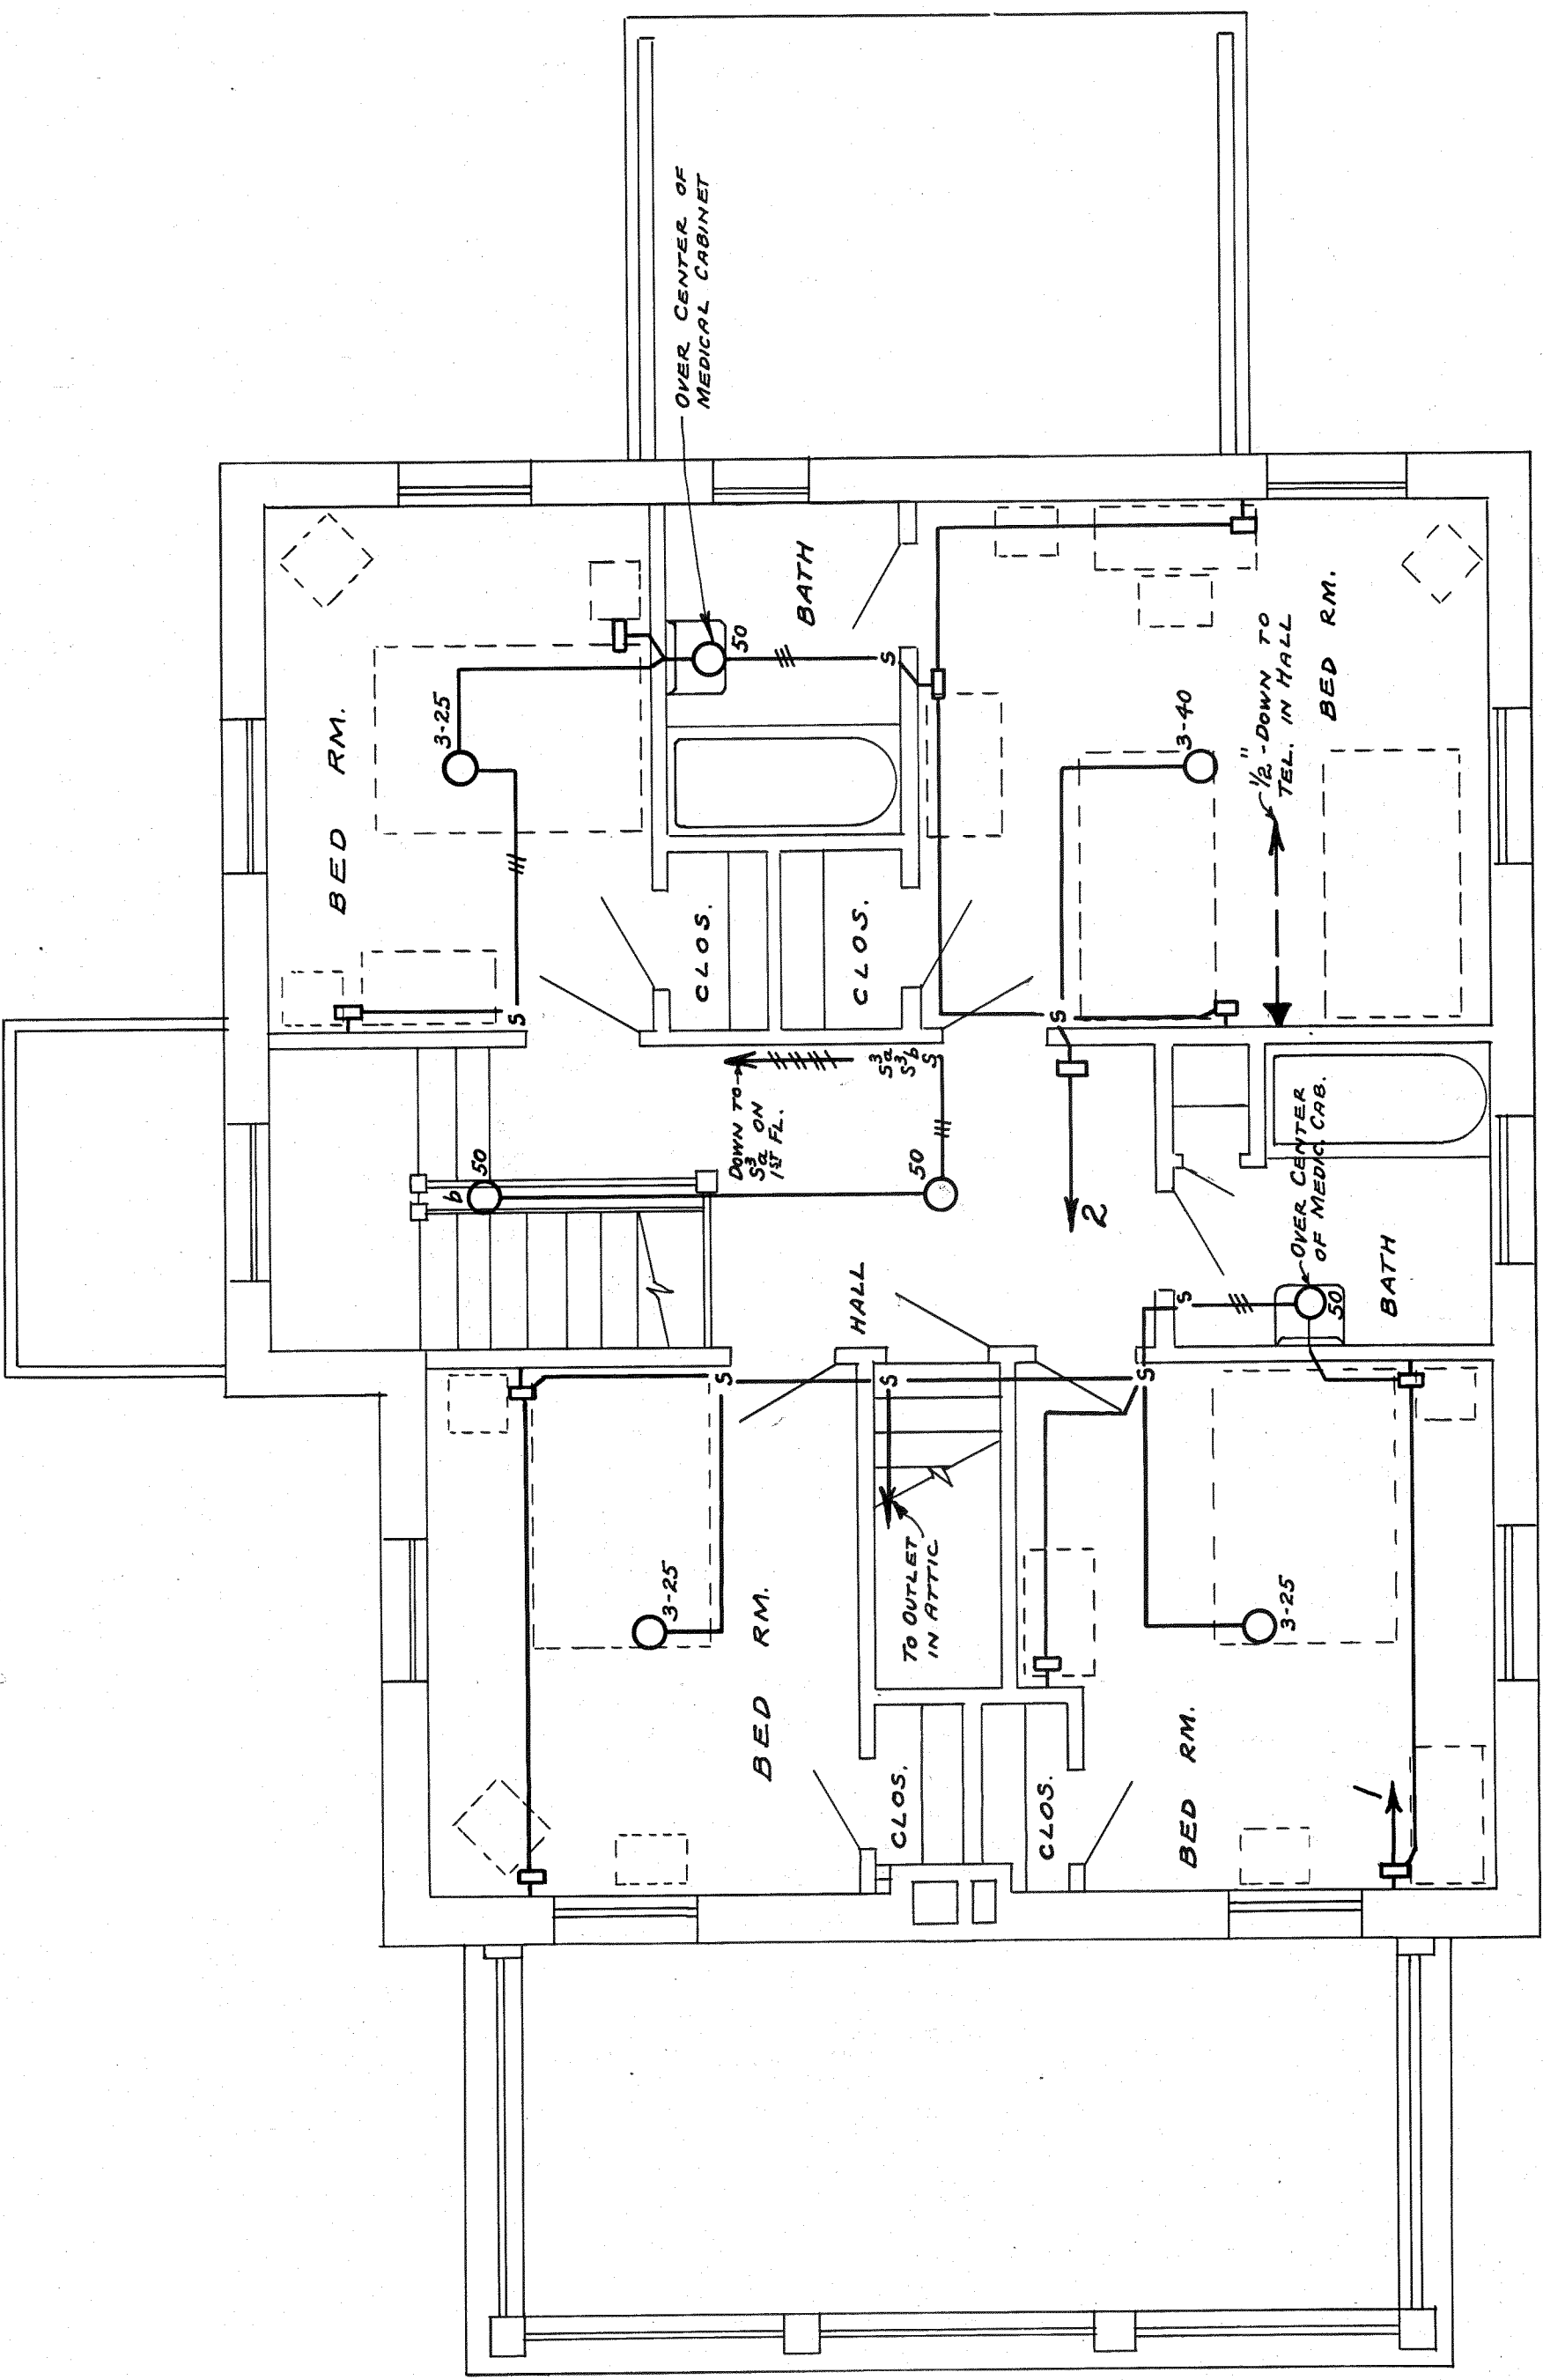 OVER CENTER OF
MEDICAL CABINET
BED RM.
3-25
S
BATH
50
S
CLOS.
CLOS.
BED RM.
3-40
½"-DOWN TO
TEL. IN HALL
S
DOWN TO
S³a ON
1ST FL.
S³a
S³b
S
b
50
50
2
HALL
OVER CENTER
OF MEDIC. CAB.
BATH
50
S
S
S
S
TO OUTLET
IN ATTIC
BED RM.
3-25
BED RM.
3-25
CLOS.
CLOS.
1